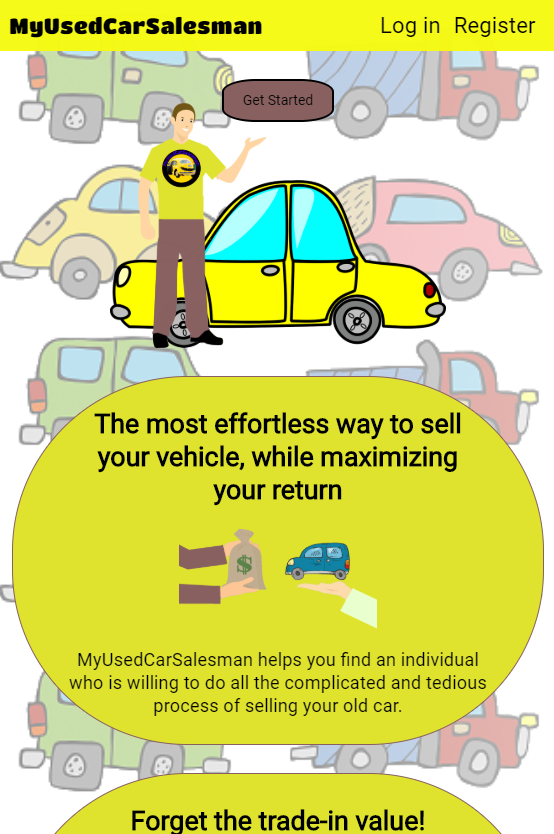 MyUsedCarSalesman
Log in Register
Get Started
The most effortless way to sell
your vehicle, while maximizing
your return
$
MyUsedCarSalesman helps you find an individual
who is willing to do all the complicated and tedious
process of selling your old car.
Forget the trade-in value!